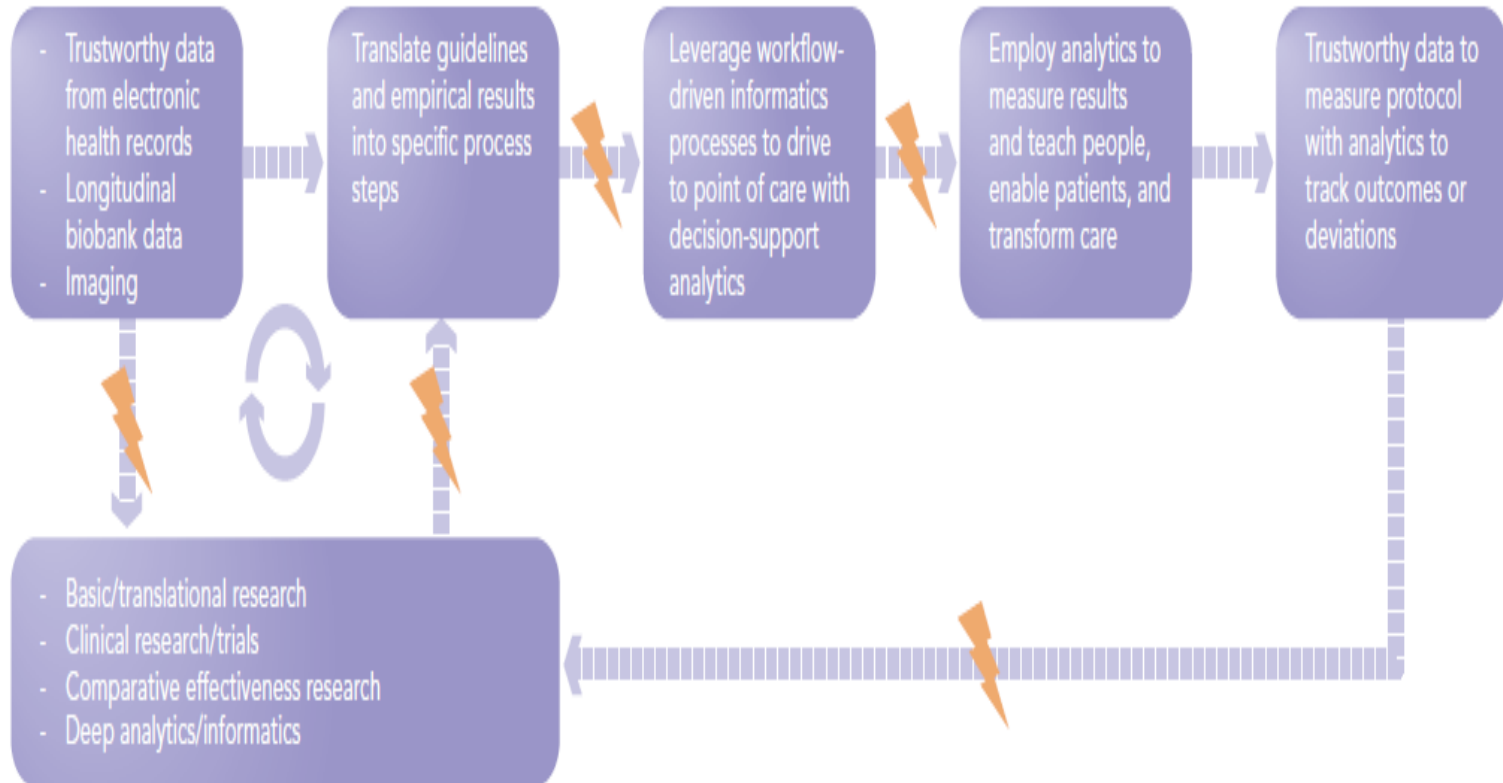 - Trustworthy data
from electronic
health records
- Longitudinal
biobank data
- Imaging
Translate guidelines
and empirical results
into specific process
steps
Leverage workflow-
driven informatics
processes to drive
to point of care with
decision-support
analytics
Employ analytics to
measure results
and teach people,
enable patients, and
transform care
Trustworthy data to
measure protocol
with analytics to
track outcomes or
deviations
- Basic/translational research
- Clinical research/trials
- Comparative effectiveness research
- Deep analytics/informatics